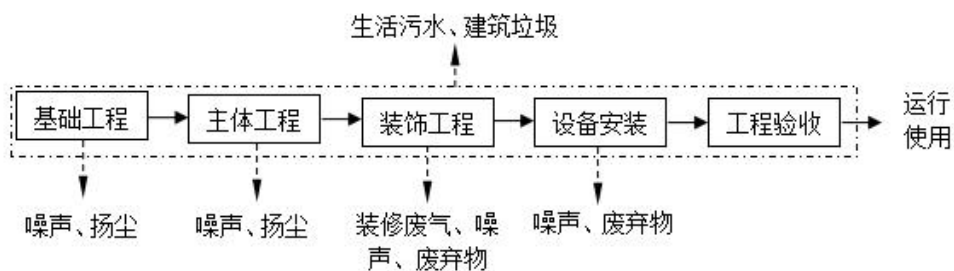 生活污水、建筑垃圾
基础工程
主体工程
装饰工程
设备安装
工程验收
运行
使用
噪声、扬尘
噪声、扬尘
装修废气、噪
声、废弃物
噪声、废弃物